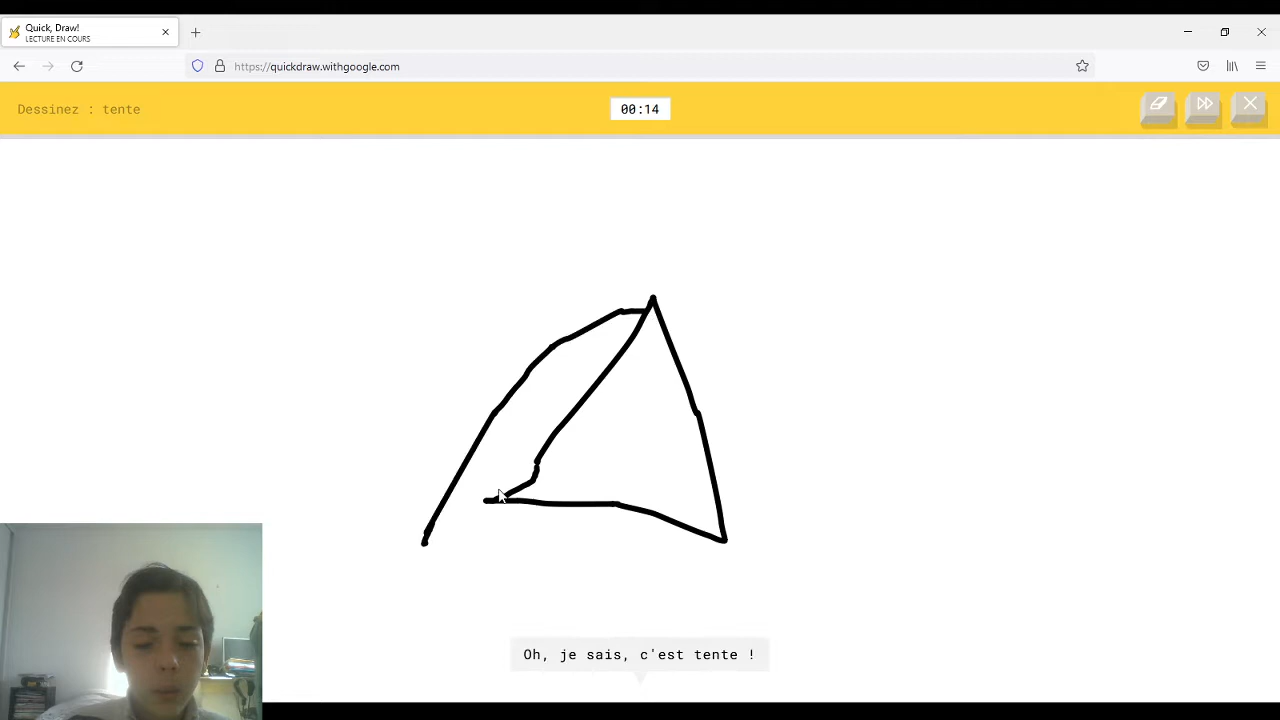 Quick, Draw!
LECTURE EN COURS
https://quickdraw.withgoogle.com
Dessinez : tente
00:14
Oh, je sais, c'est tente !